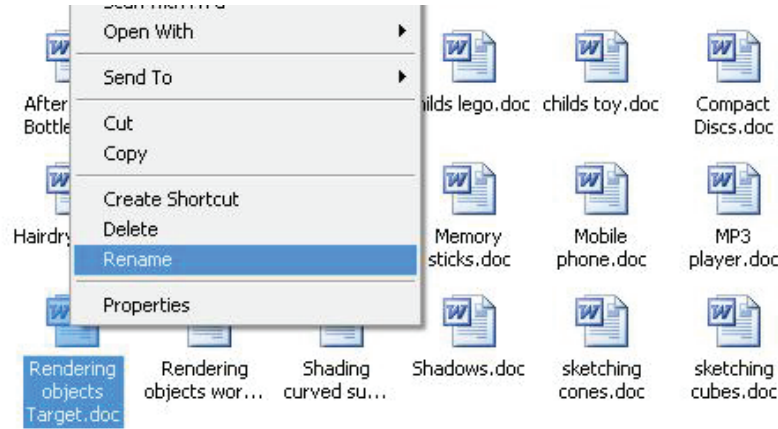 Open With
Send To
After
Bottle
Cut
Copy
hilds lego.doc
childs toy.doc
Compact
Discs.doc
Create Shortcut
Delete
Rename
Properties
Hairdry
Memory
sticks.doc
Mobile
phone.doc
MP3
player.doc
Rendering
objects
Target.doc
Rendering
objects wor...
Shading
curved su...
Shadows.doc
sketching
cones.doc
sketching
cubes.doc